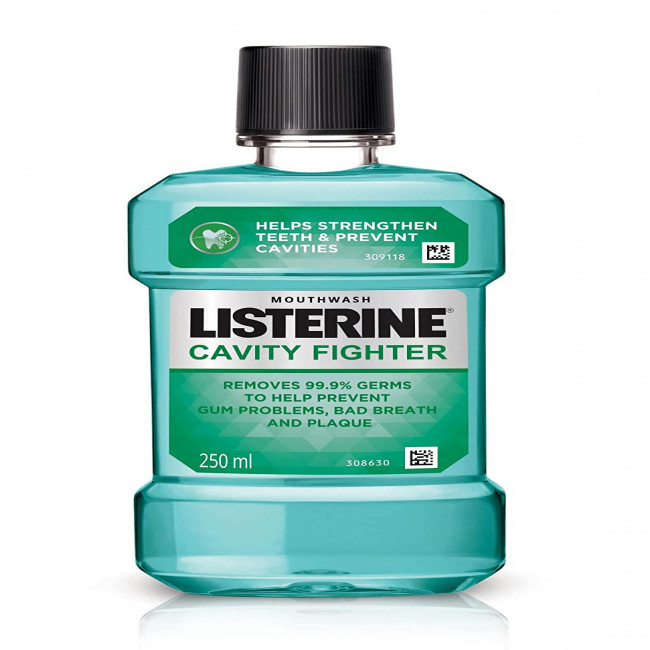 HELPS STRENGTHEN
TEETH & PREVENT
CAVITIES
309118
MOUTHWASH
LISTERINE®
CAVITY FIGHTER
REMOVES 99.9% GERMS
TO HELP PREVENT
GUM PROBLEMS, BAD BREATH
AND PLAQUE
250 ml
308630